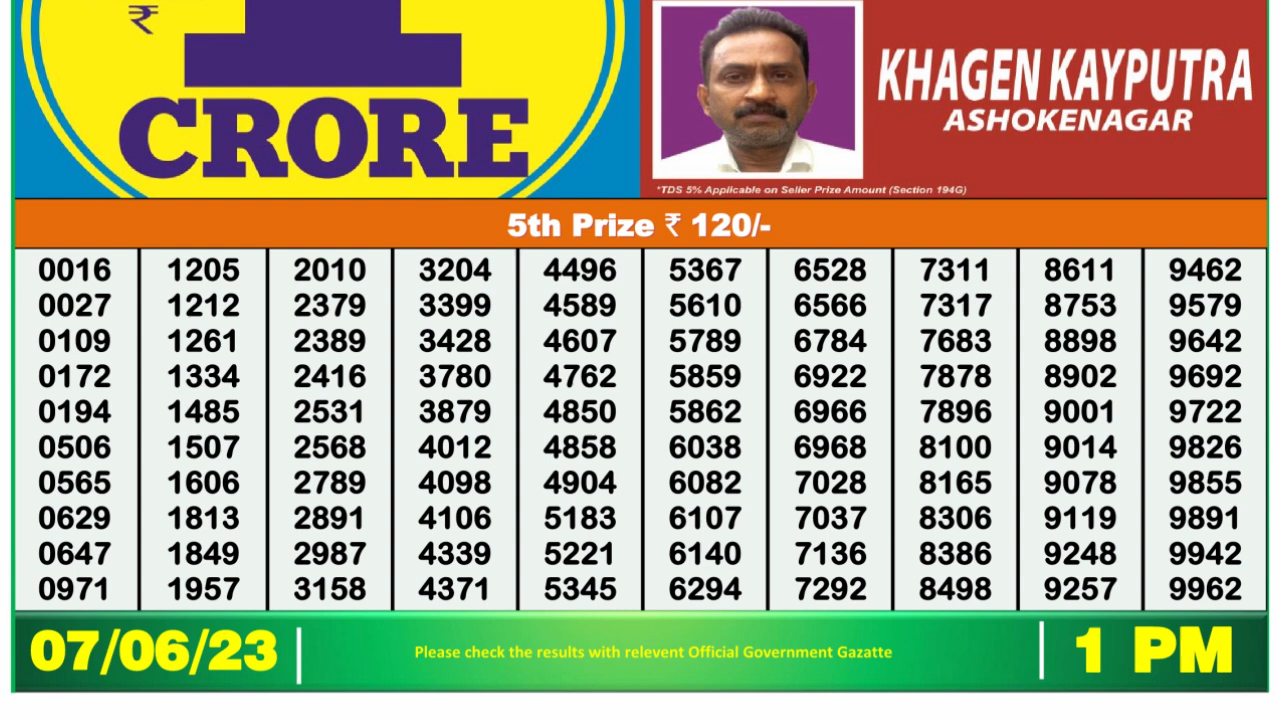 ₹
1
CRORE
KHAGEN KAYPUTRA
ASHOKENAGAR
*TDS 5% Applicable on Seller Prize Amount (Section 194G)
5th Prize ₹ 120/-
0016 1205 2010 3204 4496 5367 6528 7311 8611 9462
0027 1212 2379 3399 4589 5610 6566 7317 8753 9579
0109 1261 2389 3428 4607 5789 6784 7683 8898 9642
0172 1334 2416 3780 4762 5859 6922 7878 8902 9692
0194 1485 2531 3879 4850 5862 6966 7896 9001 9722
0506 1507 2568 4012 4858 6038 6968 8100 9014 9826
0565 1606 2789 4098 4904 6082 7028 8165 9078 9855
0629 1813 2891 4106 5183 6107 7037 8306 9119 9891
0647 1849 2987 4339 5221 6140 7136 8386 9248 9942
0971 1957 3158 4371 5345 6294 7292 8498 9257 9962
07/06/23
Please check the results with relevent Official Government Gazatte
1 PM